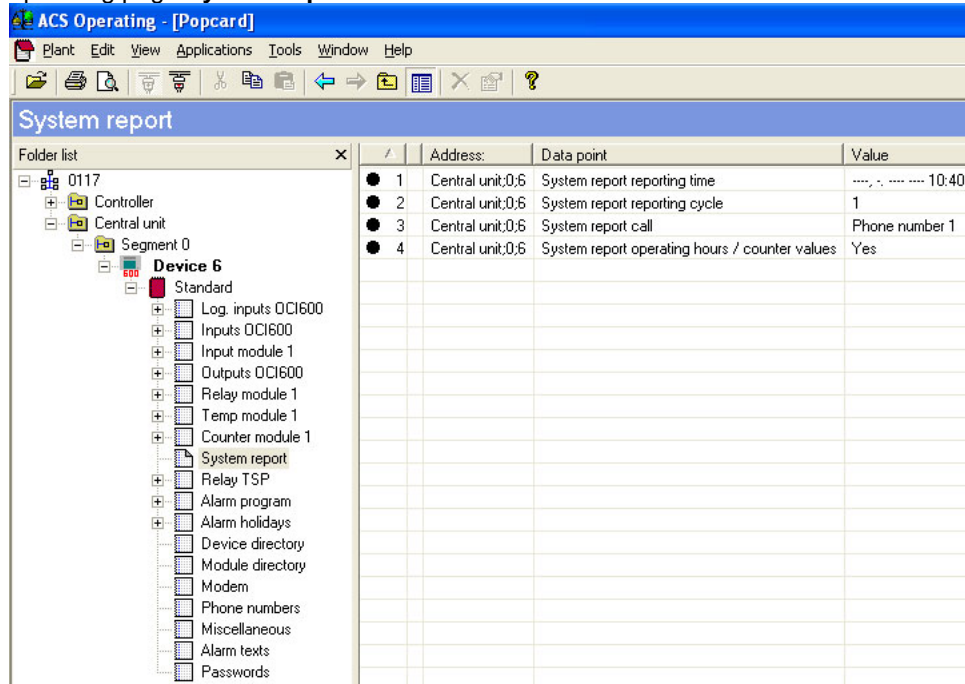 ACS Operating - [Popcard]
Plant Edit View Applications Tools Window Help
System report
Folder list
Address: Data point Value
0117
Controller
Central unit
Segment 0
600 Device 6
Standard
Log. inputs OCI600
Inputs OCI600
Input module 1
Outputs OCI600
Relay module 1
Temp module 1
Counter module 1
System report
Relay TSP
Alarm program
Alarm holidays
Device directory
Module directory
Modem
Phone numbers
Miscellaneous
Alarm texts
Passwords
1 Central unit;0;6 System report reporting time ----, -. ---- ---- 10:40
2 Central unit;0;6 System report reporting cycle 1
3 Central unit;0;6 System report call Phone number 1
4 Central unit;0;6 System report operating hours / counter values Yes